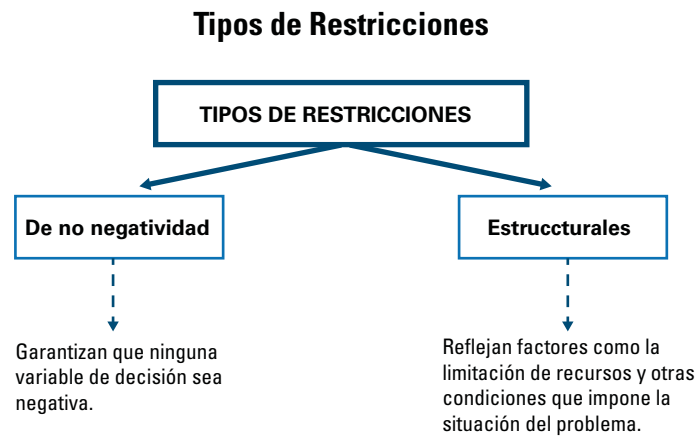 Tipos de Restricciones
TIPOS DE RESTRICCIONES
De no negatividad
Estruccturales
Garantizan que ninguna
variable de decisión sea
negativa.
Reflejan factores como la
limitación de recursos y otras
condiciones que impone la
situación del problema.